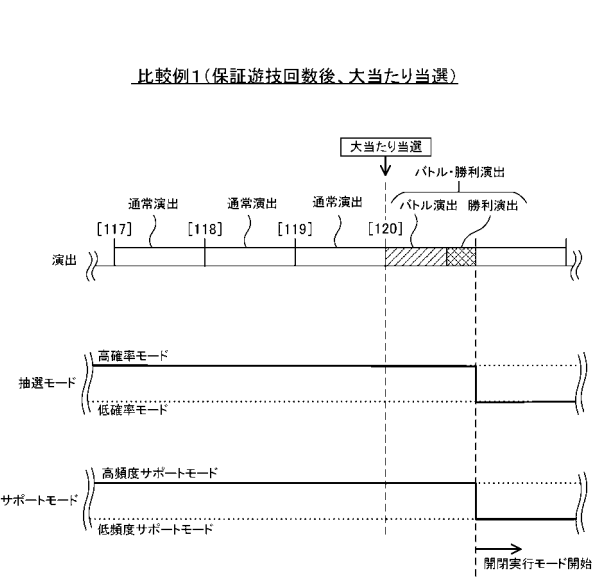 比較例1(保証遊技回数後、大当たり当選)
大当たり当選
バトル・勝利演出
通常演出 通常演出 通常演出 バトル演出 勝利演出
[117] [118] [119] [120]
演出
高確率モード
抽選モード
低確率モード
高頻度サポートモード
サポートモード
低頻度サポートモード
開閉実行モード開始